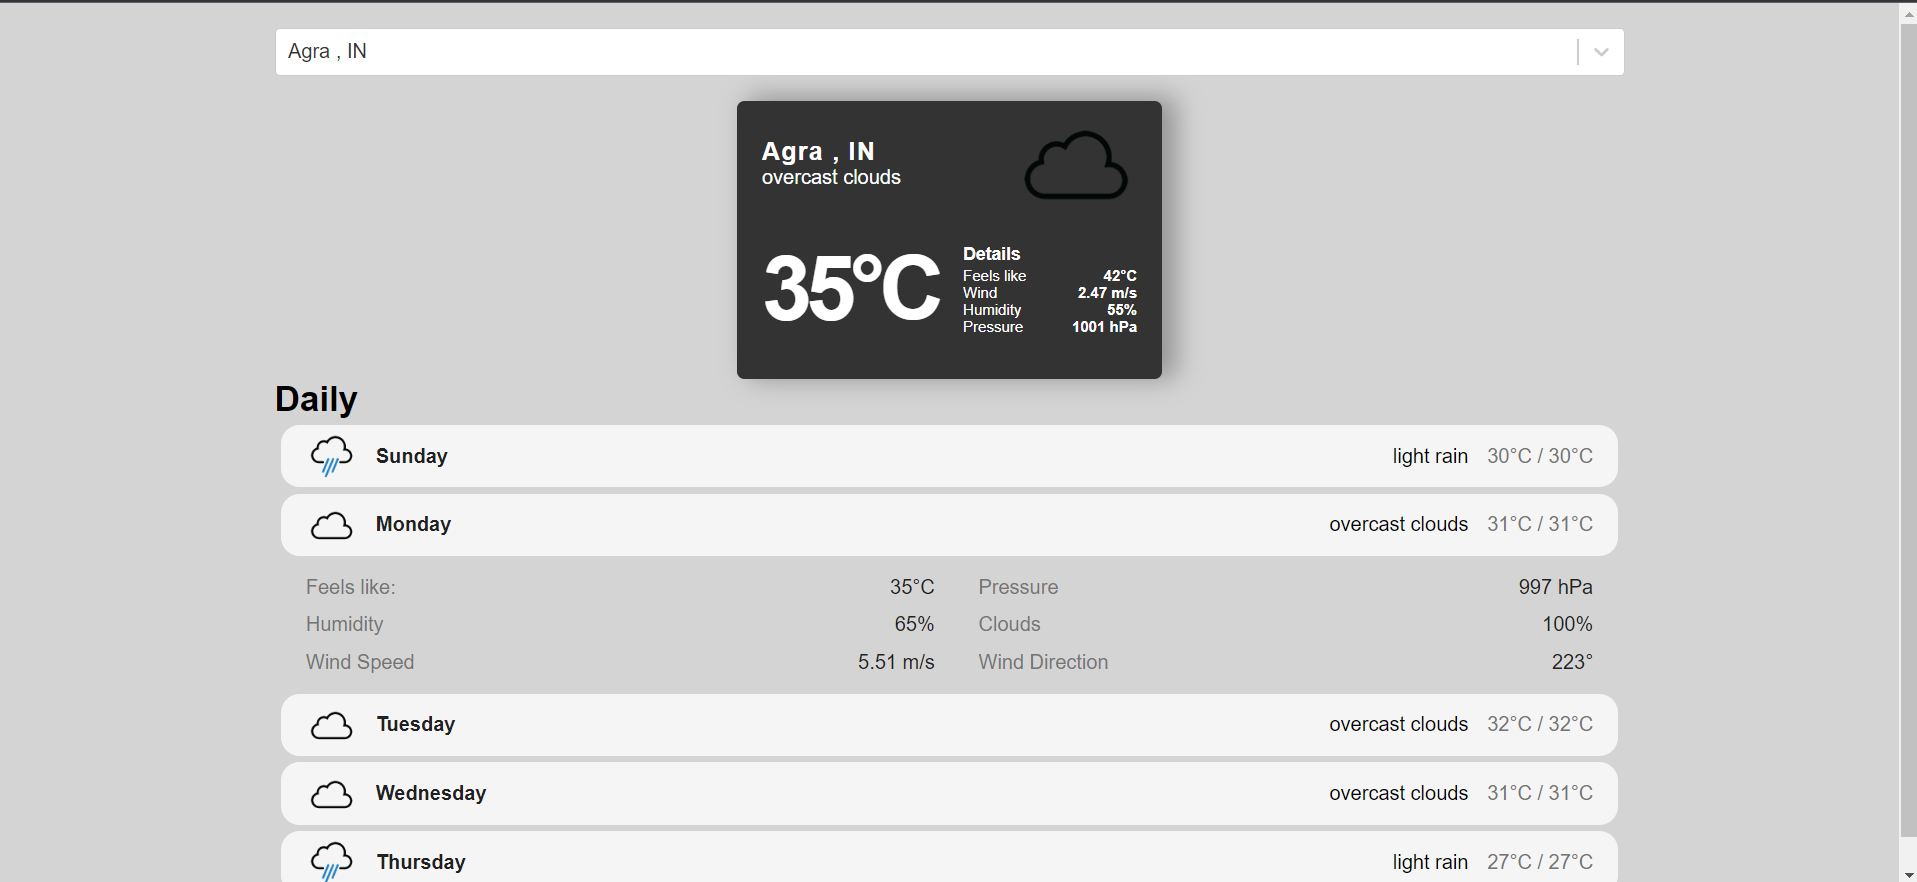 Agra , IN
Agra , IN
overcast clouds
35°C
Details
Feels like 42°C
Wind 2.47 m/s
Humidity 55%
Pressure 1001 hPa
Daily
Sunday light rain 30°C / 30°C
Monday overcast clouds 31°C / 31°C
Feels like: 35°C Pressure 997 hPa
Humidity 65% Clouds 100%
Wind Speed 5.51 m/s Wind Direction 223°
Tuesday overcast clouds 32°C / 32°C
Wednesday overcast clouds 31°C / 31°C
Thursday light rain 27°C / 27°C